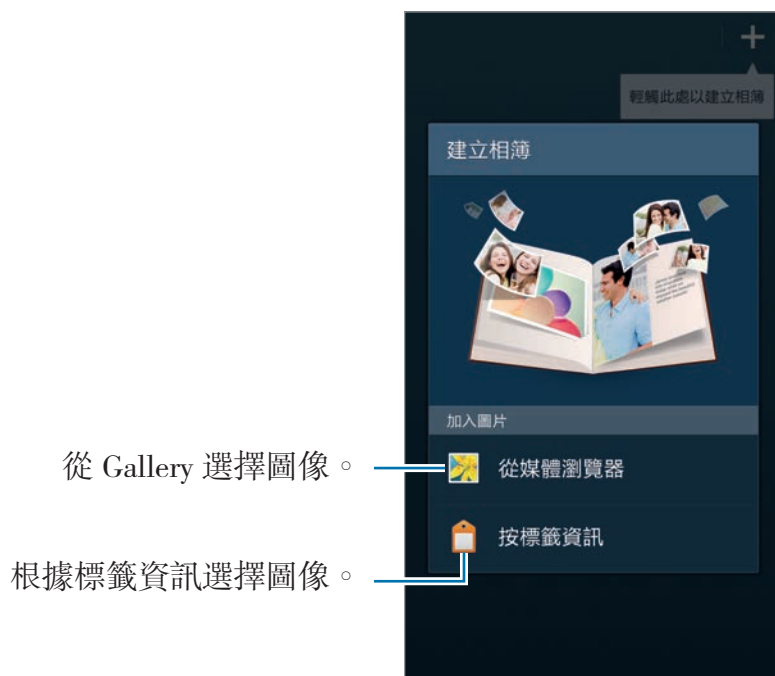 輕觸此處以建立相簿
建立相簿
加入圖片
從 Gallery 選擇圖像。
從媒體瀏覽器
按標籤資訊
根據標籤資訊選擇圖像。